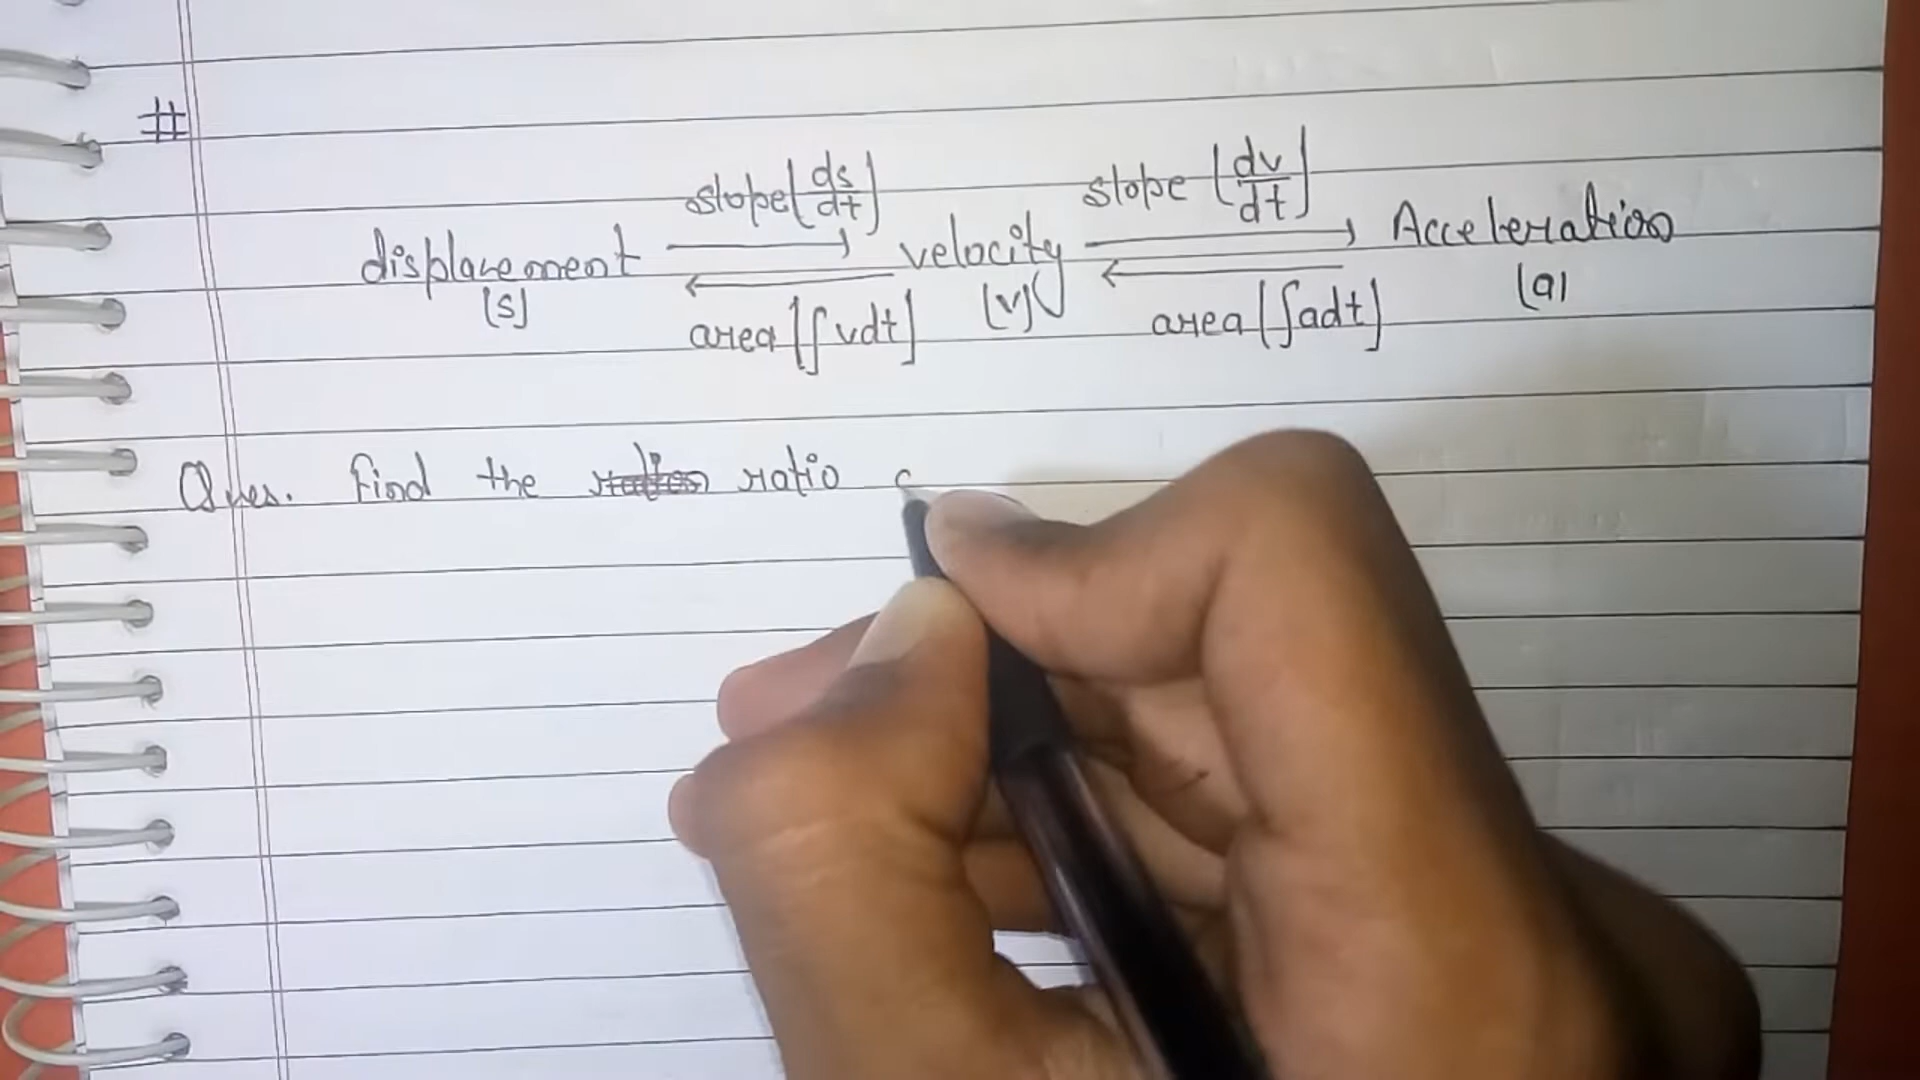 #
slope [ds/dt] slope [dv/dt]
displacement velocity Acceleration
[s] [v] [a]
area [∫vdt] area [∫adt]
Ques. Find the ratio